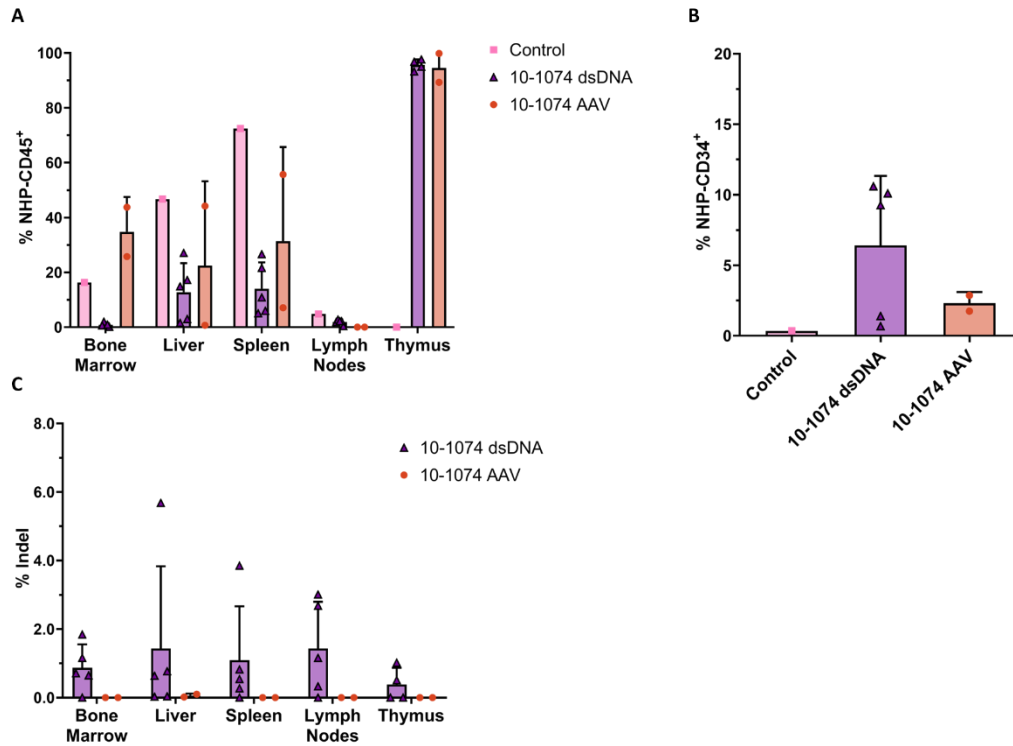 A
% NHP-CD45+
100
80
60
40
20
0
Bone Marrow
Liver
Spleen
Lymph Nodes
Thymus
Control
10-1074 dsDNA
10-1074 AAV
B
% NHP-CD34+
20
15
10
5
0
Control
10-1074 dsDNA
10-1074 AAV
C
% Indel
8.0
6.0
4.0
2.0
0.0
Bone Marrow
Liver
Spleen
Lymph Nodes
Thymus
10-1074 dsDNA
10-1074 AAV